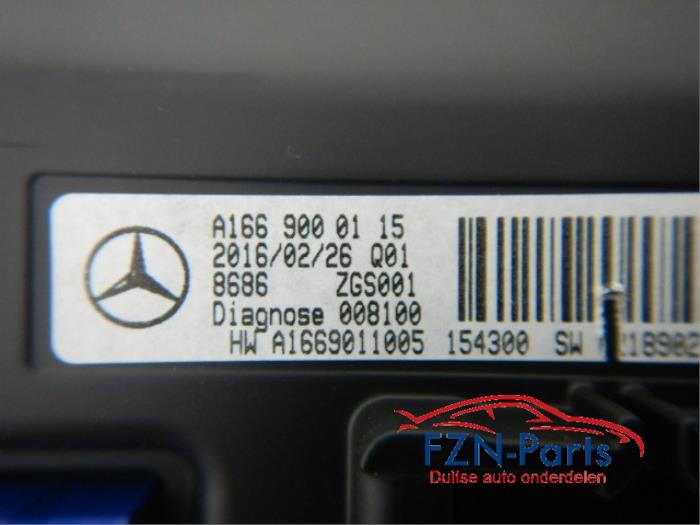 A166 900 01 15
2016/02/26 Q01
8686 ZGS001
Diagnose 008100
HW A1669011005 154300 SW
FZN-Parts
Duitse auto onderdelen